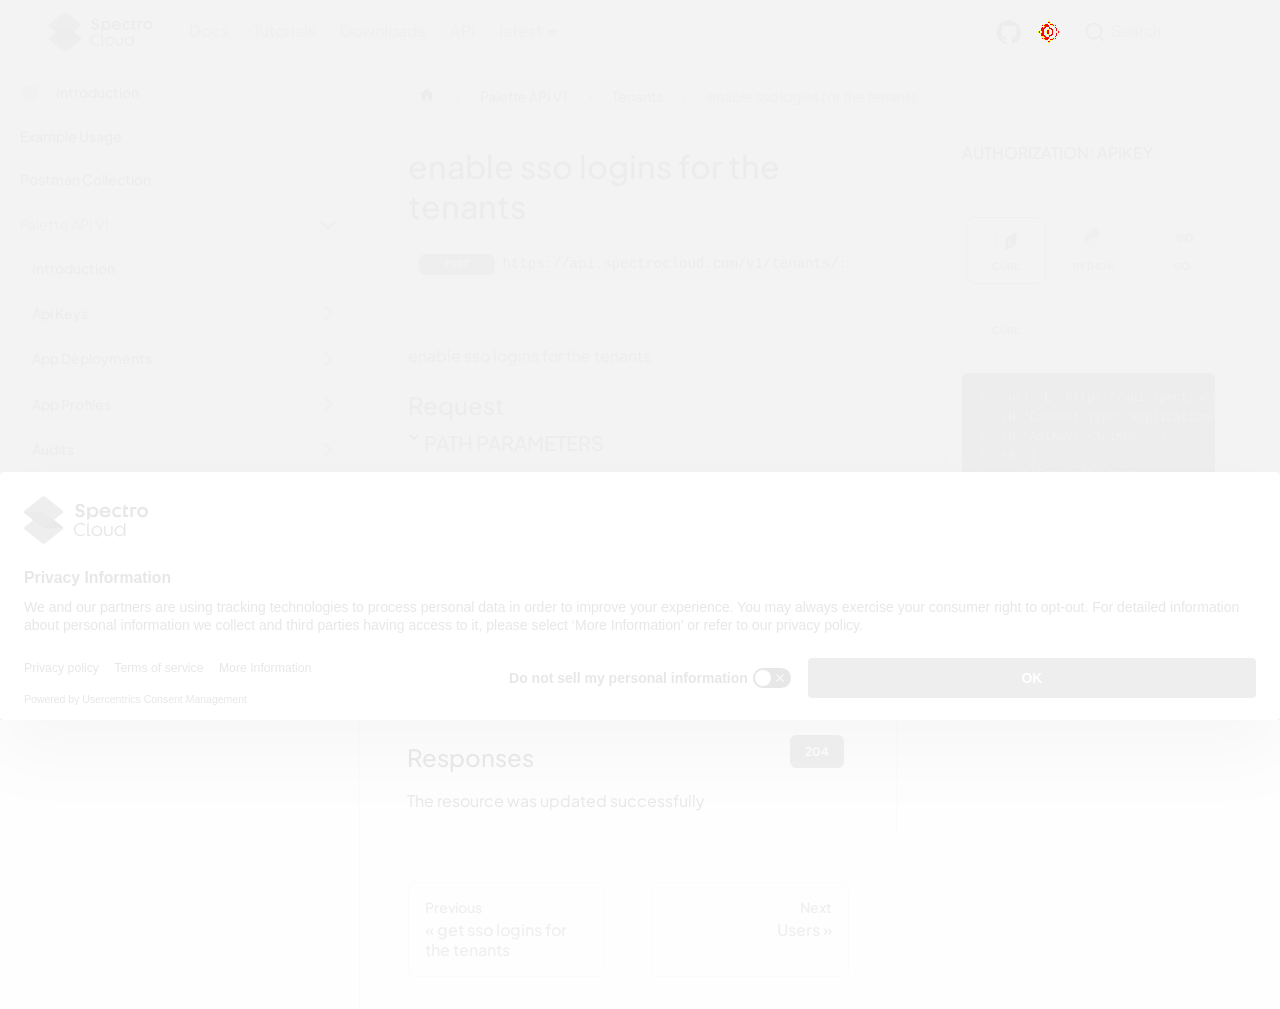 Spectro Cloud
Docs Tutorials Downloads API latest
Search
Introduction
Example Usage
Postman Collection
Palette API V1
Introduction
Api Keys
App Deployments
App Profiles
Audits
Palette API V1
Tenants
enable sso logins for the tenants
enable sso logins for the
tenants
https://api.spectrocloud.com/v1/tenants/
enable sso logins for the tenants
Request
PATH PARAMETERS
AUTHORIZATION: APIKEY
CURL PYTHON GO
CURL
Spectro
Cloud
Privacy Information
We and our partners are using tracking technologies to process personal data in order to improve your experience. You may always exercise your consumer right to opt-out. For detailed information
about personal information we collect and third parties having access to it, please select ‘More Information’ or refer to our privacy policy.
Privacy policy Terms of service More Information
Powered by Usercentrics Consent Management
Do not sell my personal information
OK
Responses
204
The resource was updated successfully
Previous
« get sso logins for
the tenants
Next
Users »